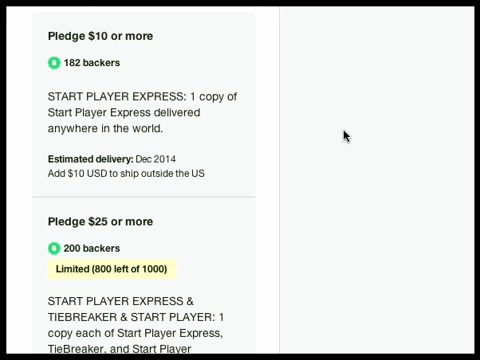 Pledge $10 or more
182 backers
START PLAYER EXPRESS: 1 copy of
Start Player Express delivered
anywhere in the world.
Estimated delivery: Dec 2014
Add $10 USD to ship outside the US
Pledge $25 or more
200 backers
Limited (800 left of 1000)
START PLAYER EXPRESS &
TIEBREAKER & START PLAYER: 1
copy each of Start Player Express,
TieBreaker, and Start Player